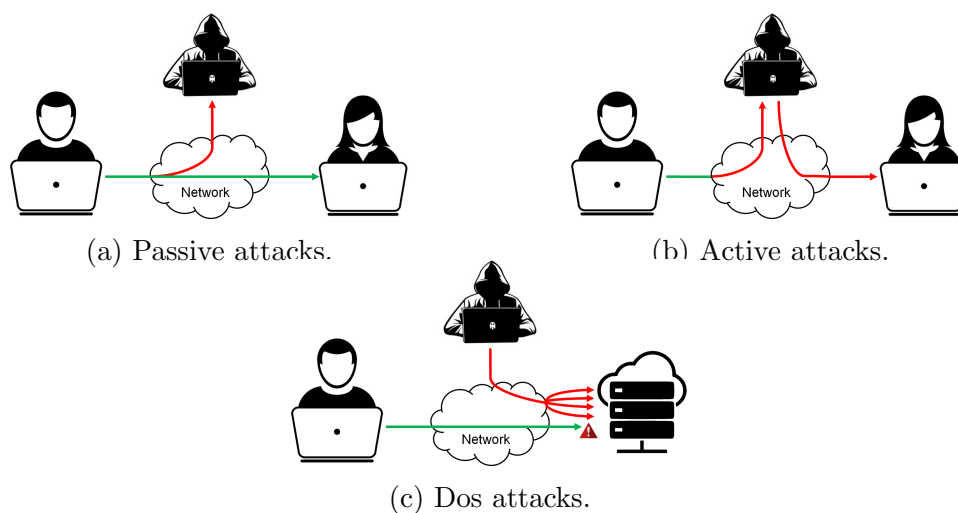 Network
Network
(a) Passive attacks.
(b) Active attacks.
Network
(c) Dos attacks.